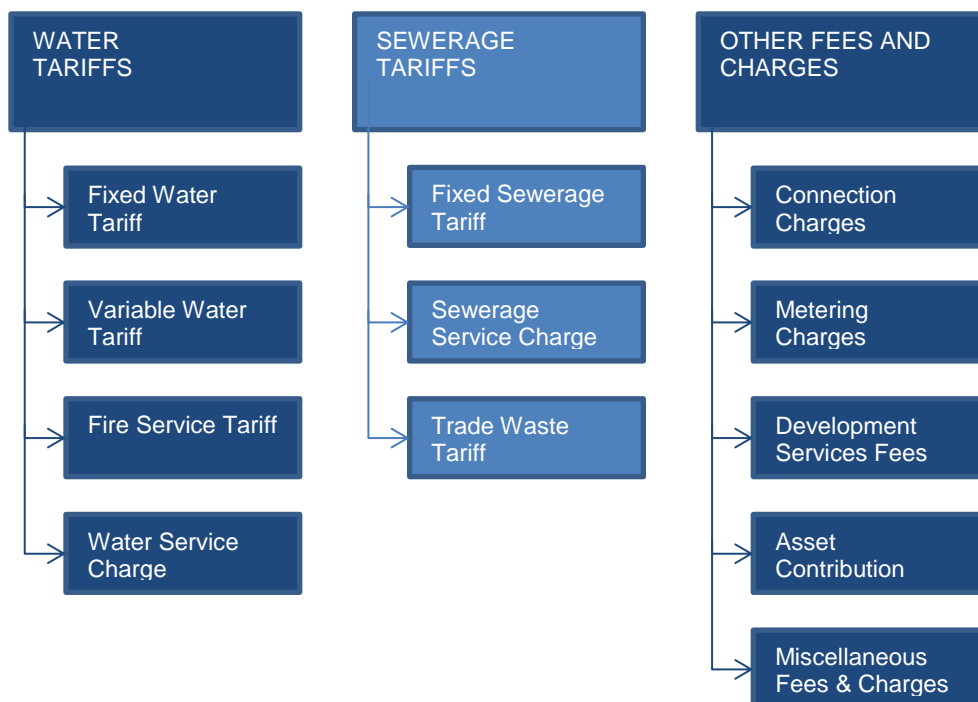 WATER
TARIFFS
Fixed Water
Tariff
Variable Water
Tariff
Fire Service Tariff
Water Service
Charge
SEWERAGE
TARIFFS
Fixed Sewerage
Tariff
Sewerage
Service Charge
Trade Waste
Tariff
OTHER FEES AND
CHARGES
Connection
Charges
Metering
Charges
Development
Services Fees
Asset
Contribution
Miscellaneous
Fees & Charges